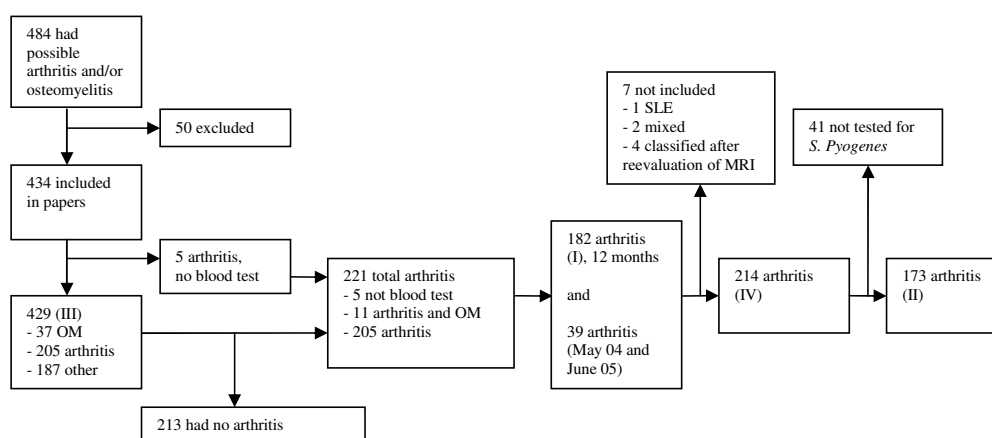 484 had
possible
arthritis and/or
osteomyelitis
50 excluded
434 included
in papers
5 arthritis,
no blood test
429 (III)
- 37 OM
- 205 arthritis
- 187 other
213 had no arthritis
221 total arthritis
- 5 not blood test
- 11 arthritis and OM
- 205 arthritis
182 arthritis
(I), 12 months
and
39 arthritis
(May 04 and
June 05)
7 not included
- 1 SLE
- 2 mixed
- 4 classified after
reevaluation of MRI
214 arthritis
(IV)
41 not tested for
S. Pyogenes
173 arthritis
(II)